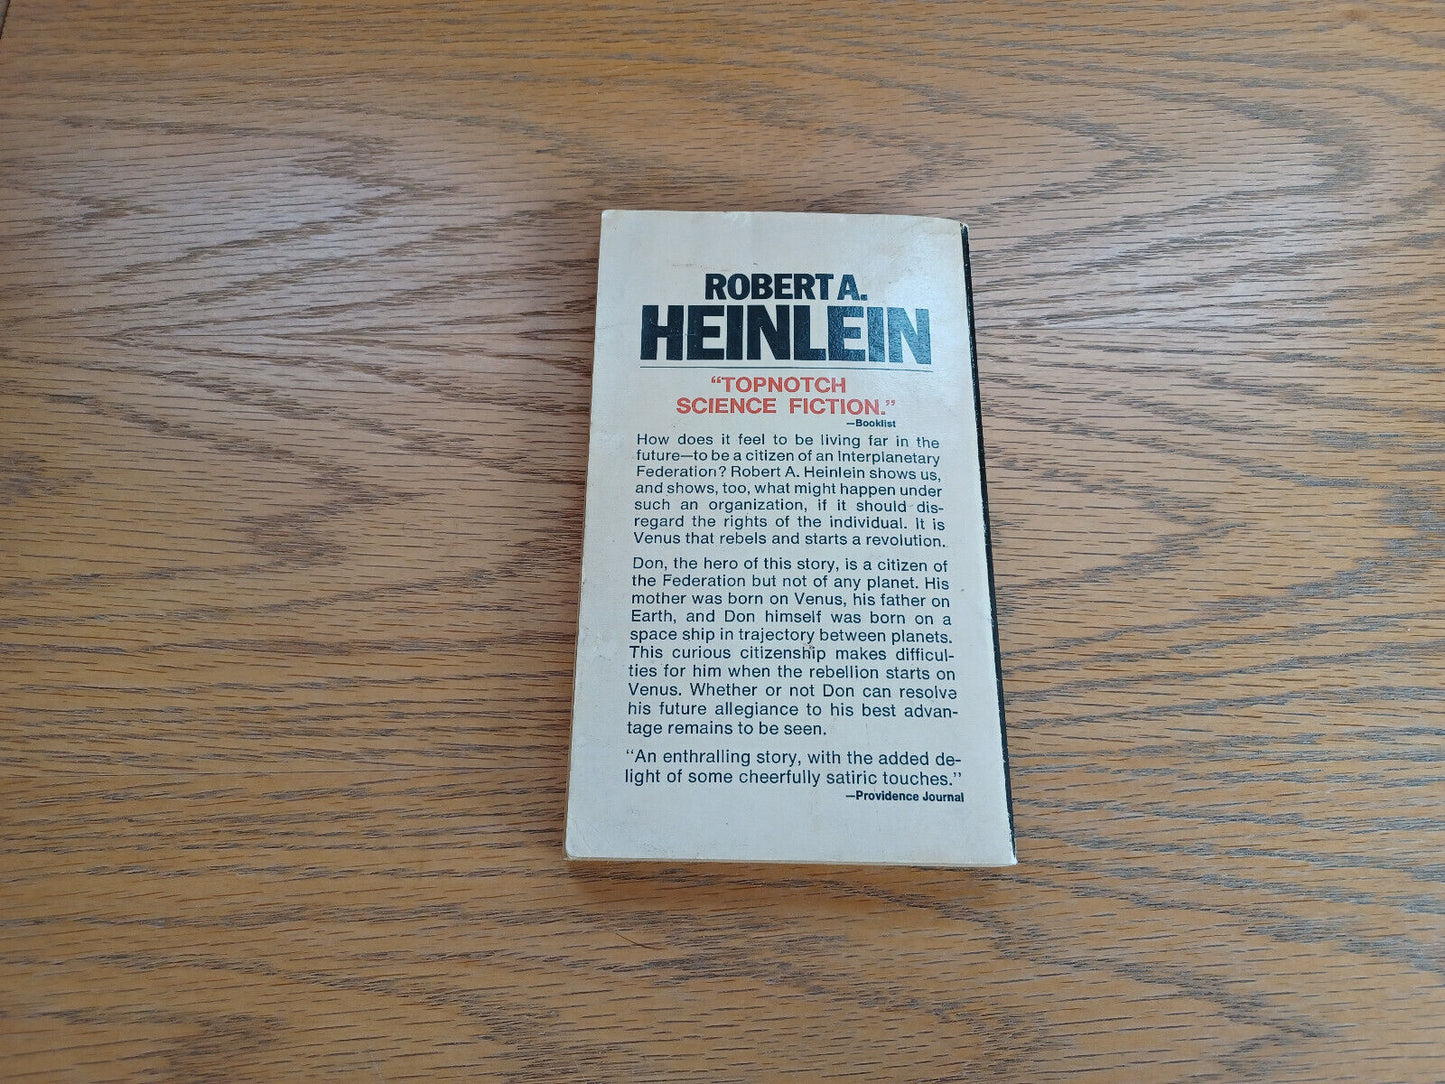 ROBERT A.
HEINLEIN
“TOPNOTCH
SCIENCE FICTION.”
—Booklist
How does it feel to be living far in the
future—to be a citizen of an Interplanetary
Federation? Robert A. Heinlein shows us,
and shows, too, what might happen under
such an organization, if it should dis-
regard the rights of the individual. It is
Venus that rebels and starts a revolution.
Don, the hero of this story, is a citizen of
the Federation but not of any planet. His
mother was born on Venus, his father on
Earth, and Don himself was born on a
space ship in trajectory between planets.
This curious citizenship makes difficul-
ties for him when the rebellion starts on
Venus. Whether or not Don can resolve
his future allegiance to his best advan-
tage remains to be seen.
“An enthralling story, with the added de-
light of some cheerfully satiric touches.”
—Providence Journal